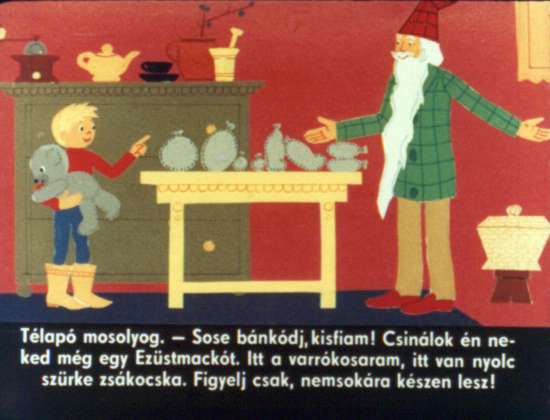 Télapó mosolyog. — Sose bánkódj, kisfiam! Csinálok én ne-
ked még egy Ezüstmackót. Itt a varrókosaram, itt van nyolc
szürke zsákocska. Figyelj csak, nemsokára készen lesz!